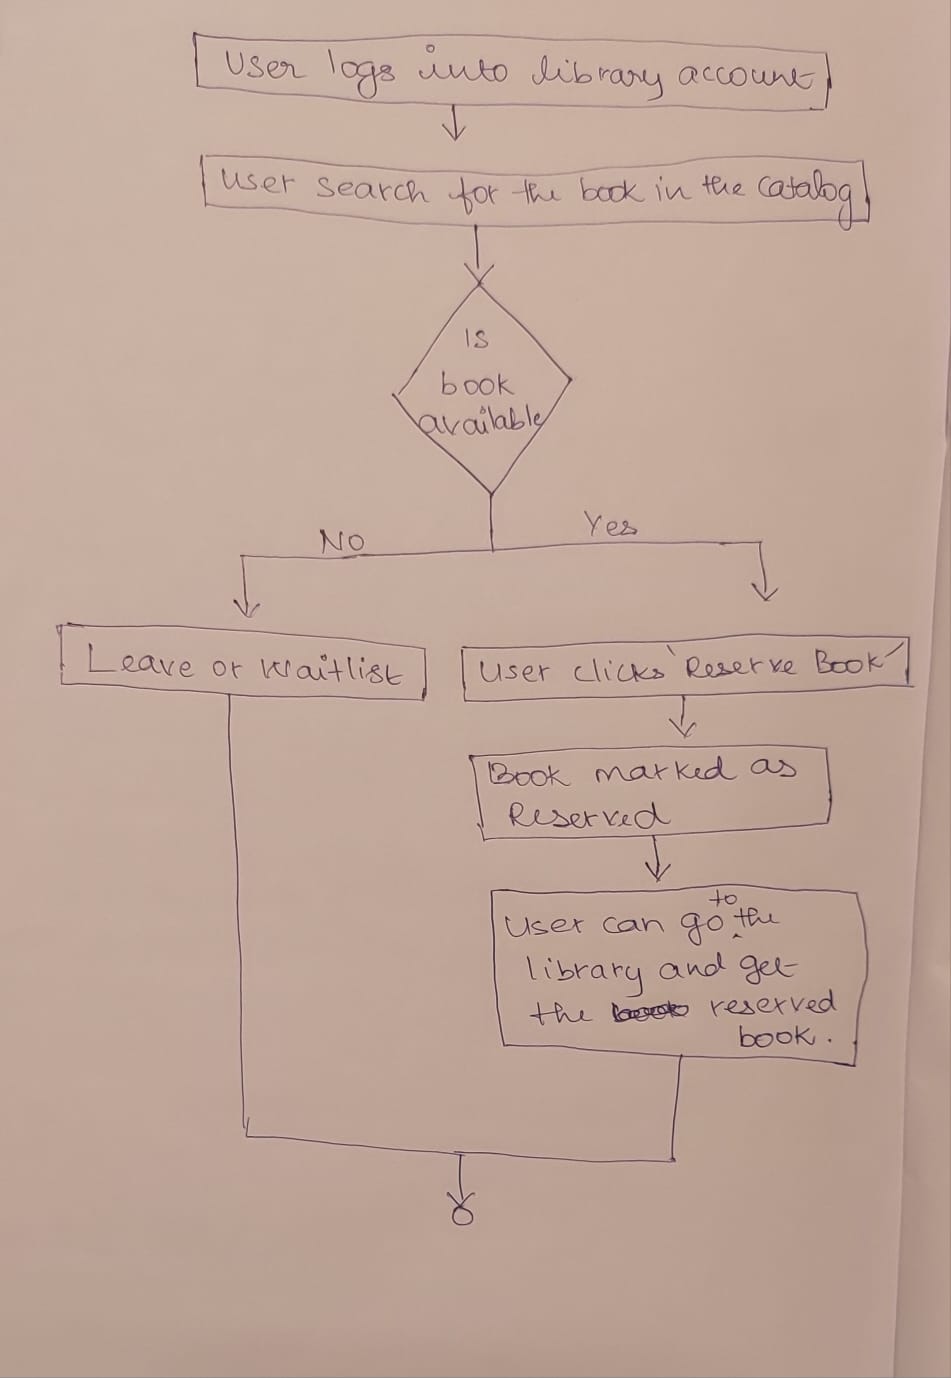 User logs into library account
User search for the book in the catalog
Is
book
available
NO
Yes
Leave or waitlist
User clicks 'Reserve Book'
Book marked as
Reserved
User can go to the
library and get
the reserved
book.